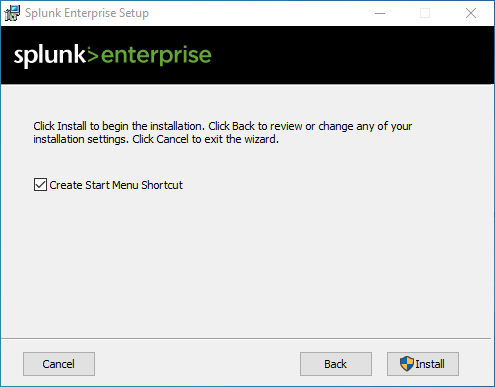 Splunk Enterprise Setup
splunk>enterprise
Click Install to begin the installation. Click Back to review or change any of your
installation settings. Click Cancel to exit the wizard.
Create Start Menu Shortcut
Cancel
Back
Install